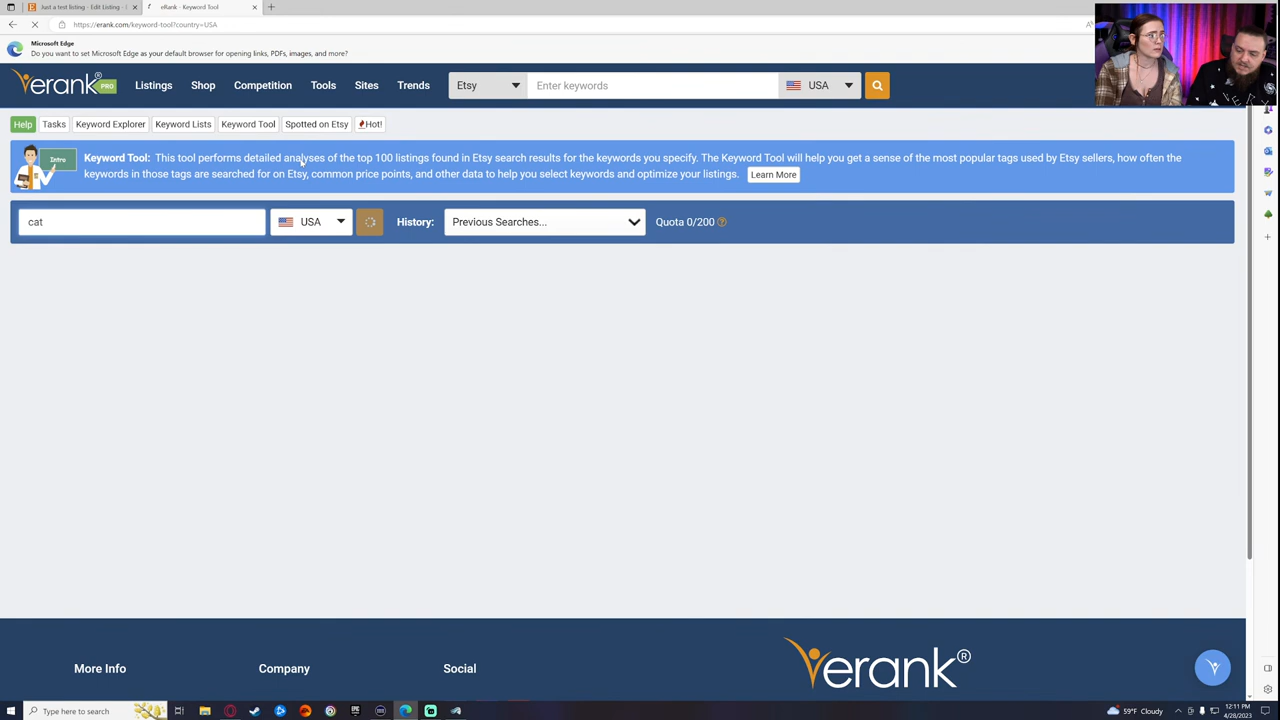 Just a test listing - Edit Listing -
eRank - Keyword Tool
https://erank.com/keyword-tool?country=USA
Microsoft Edge
Do you want to set Microsoft Edge as your default browser for opening links, PDFs, images, and more?
erank® PRO Listings Shop Competition Tools Sites Trends Etsy Enter keywords USA
Help Tasks Keyword Explorer Keyword Lists Keyword Tool Spotted on Etsy Hot!
Intro
Keyword Tool: This tool performs detailed analyses of the top 100 listings found in Etsy search results for the keywords you specify. The Keyword Tool will help you get a sense of the most popular tags used by Etsy sellers, how often the
keywords in those tags are searched for on Etsy, common price points, and other data to help you select keywords and optimize your listings. Learn More
cat USA History: Previous Searches... Quota 0/200
More Info Company Social erank®
Type here to search
59°F Cloudy
12:11 PM
4/28/2023